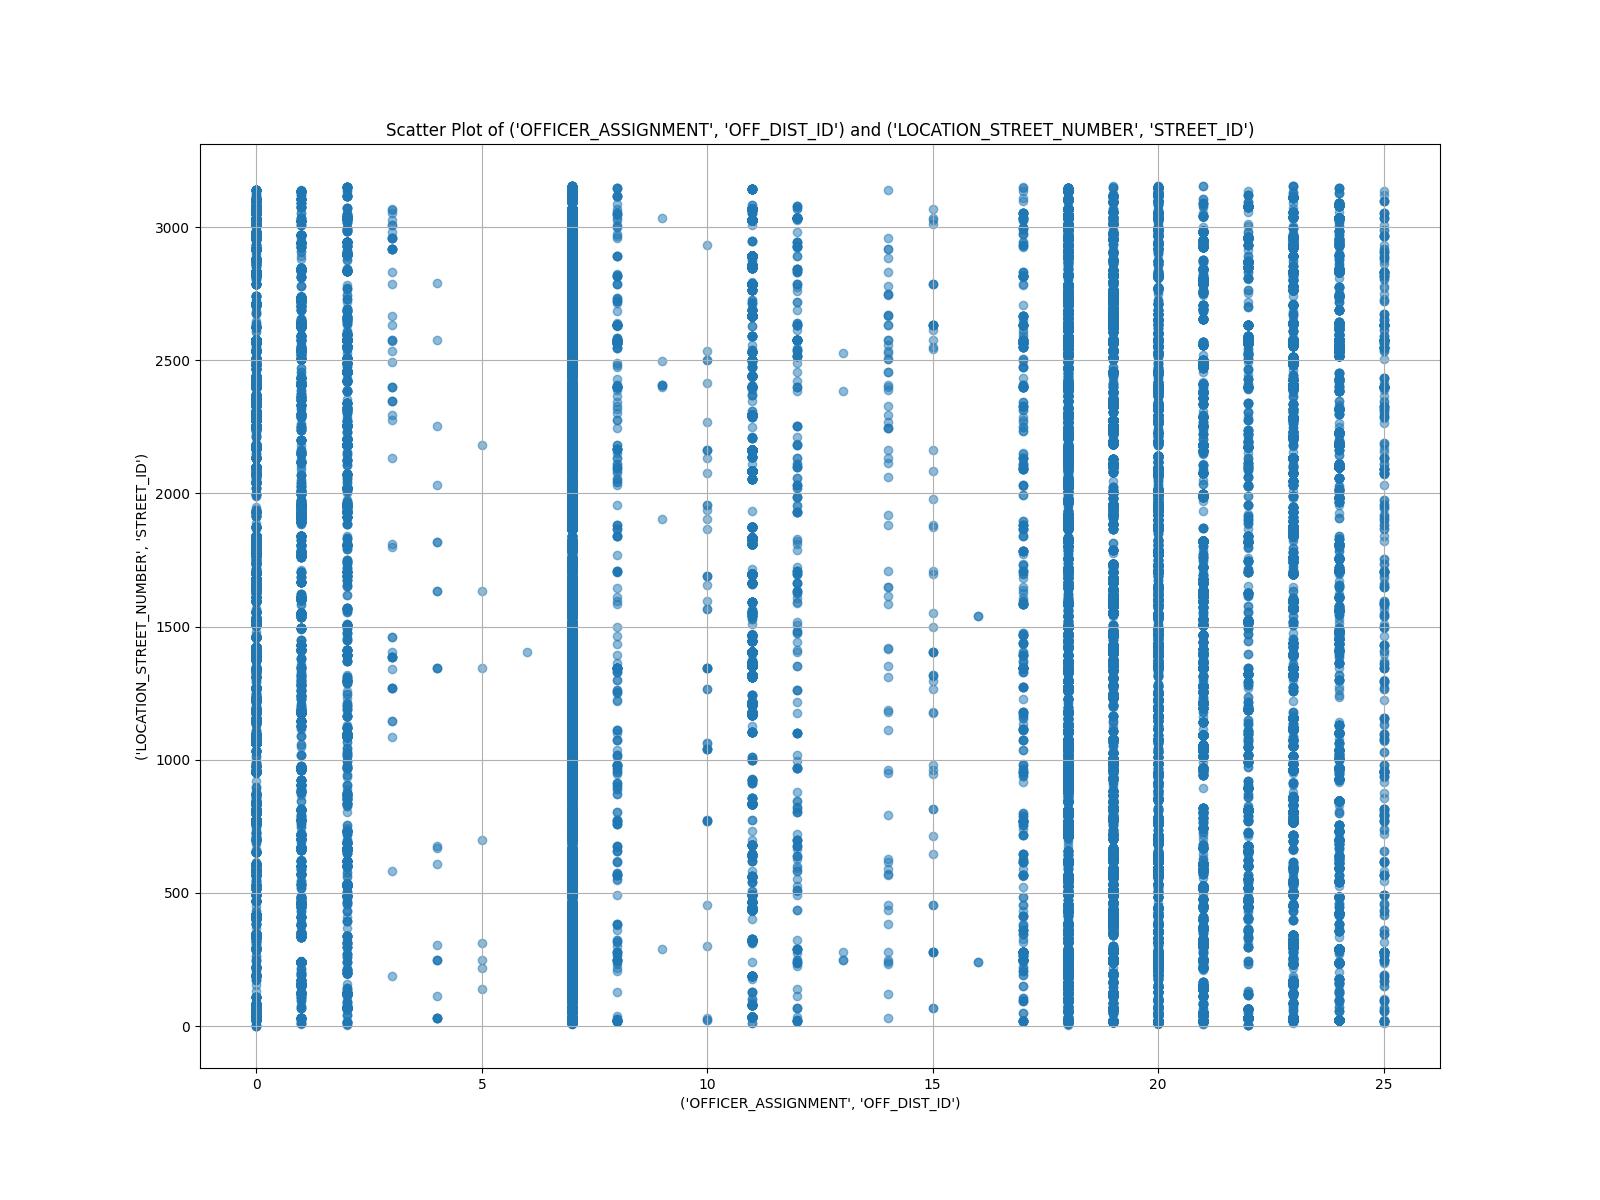 Scatter Plot of ('OFFICER_ASSIGNMENT', 'OFF_DIST_ID') and ('LOCATION_STREET_NUMBER', 'STREET_ID')
('LOCATION_STREET_NUMBER', 'STREET_ID')
3000
2500
2000
1500
1000
500
0
0 5 10 15 20 25
('OFFICER_ASSIGNMENT', 'OFF_DIST_ID')